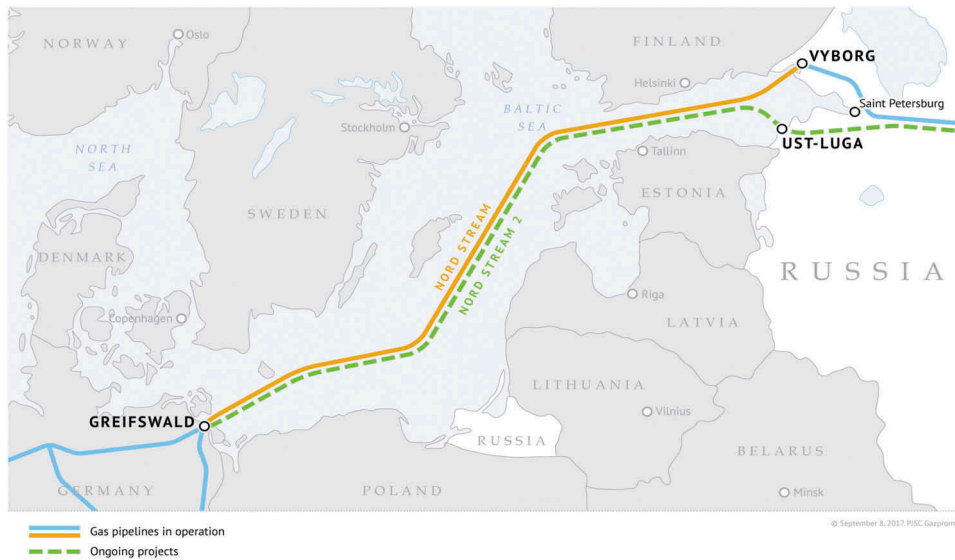 NORWAY
Oslo
FINLAND
VYBORG
Helsinki
Saint Petersburg
BALTIC
SEA
Stockholm
UST-LUGA
NORTH
SEA
Tallinn
ESTONIA
SWEDEN
NORD STREAM
NORD STREAM 2
DENMARK
RUSSIA
Riga
Copenhagen
LATVIA
LITHUANIA
GREIFSWALD
Vilnius
RUSSIA
BELARUS
GERMANY
POLAND
Minsk
© September 8, 2017, PJSC Gazprom
Gas pipelines in operation
Ongoing projects